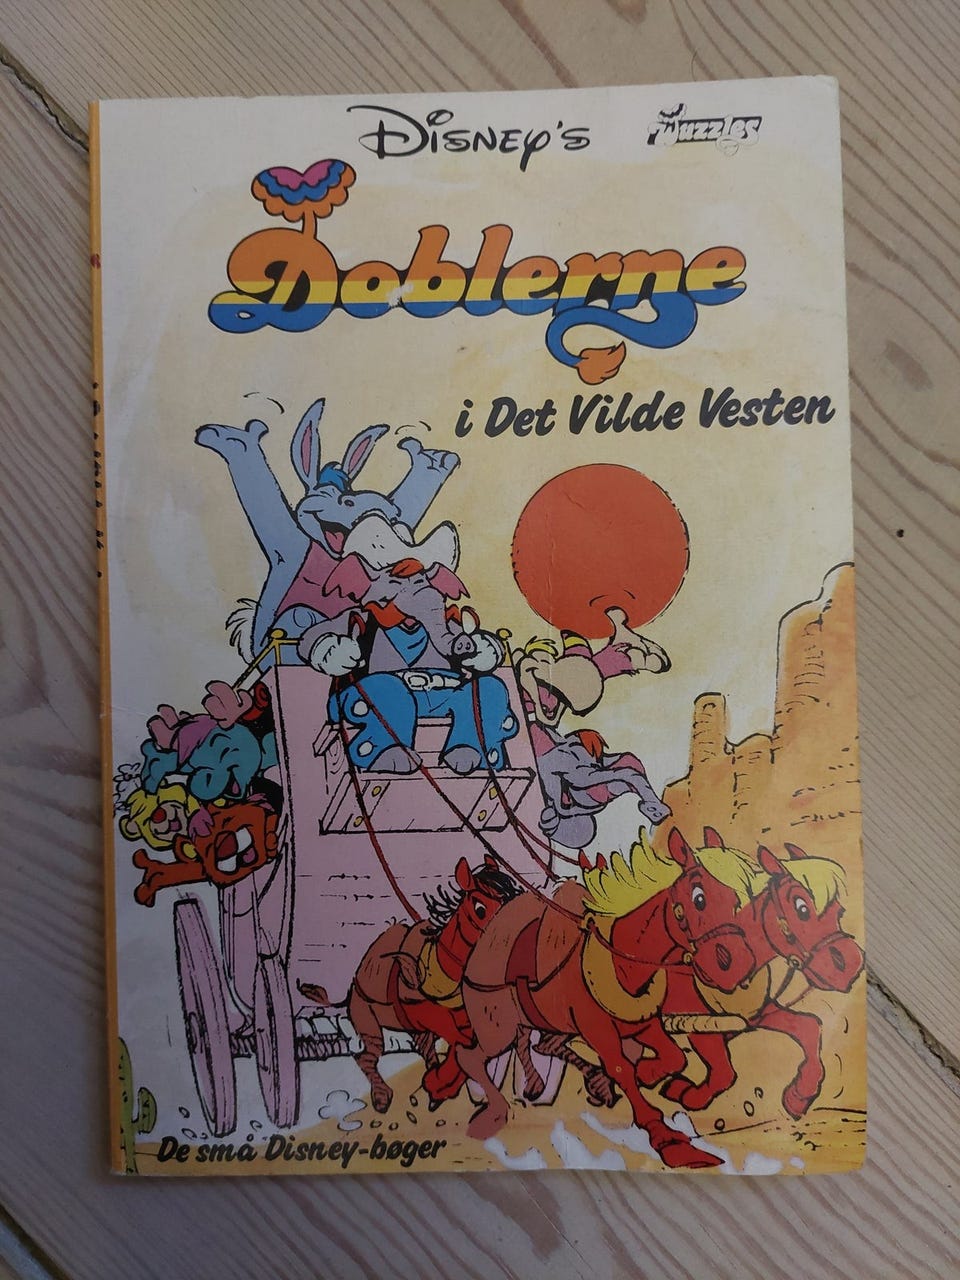 DISNEY'S
Wuzzles
Doblerne
i Det Vilde Vesten
De små Disney-bøger